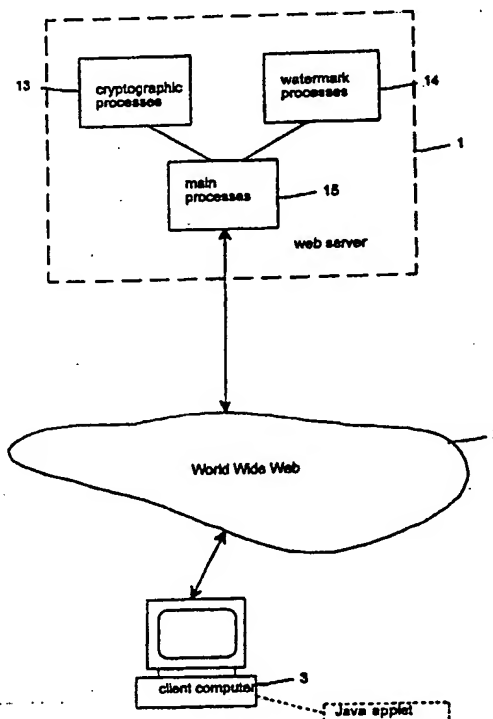 13
cryptographic
processes
watermark
processes
14
1
main
processes
15
web server
World Wide Web
client computer
3
Java applet